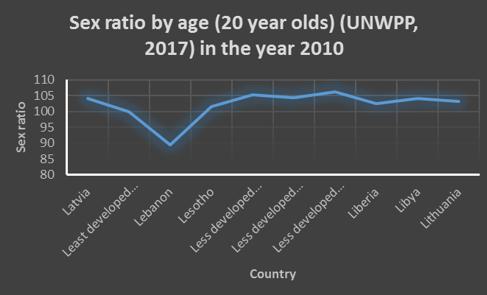 Sex ratio by age (20 year olds) (UNWPP,
2017) in the year 2010
110
105
100
95
90
85
80
Sex ratio
Latvia
Least developed...
Lebanon
Lesotho
Less developed...
Less developed...
Less developed...
Liberia
Libya
Lithuania
Country